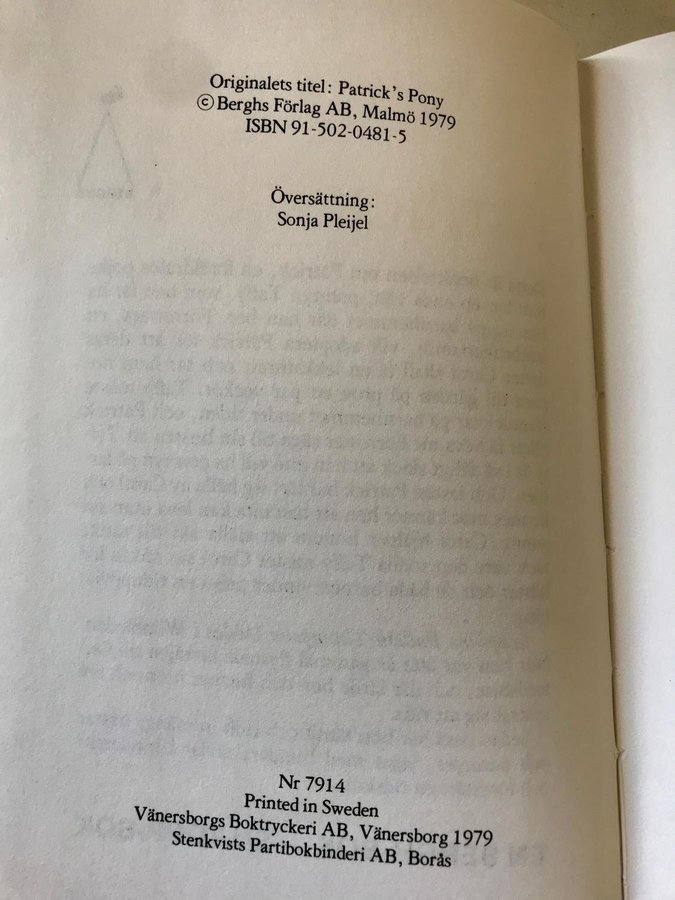 Originalets titel: Patrick's Pony
© Berghs Förlag AB, Malmö 1979
ISBN 91-502-0481-5
Översättning:
Sonja Pleijel
Nr 7914
Printed in Sweden
Vänersborgs Boktryckeri AB, Vänersborg 1979
Stenkvists Partibokbinderi AB, Borås